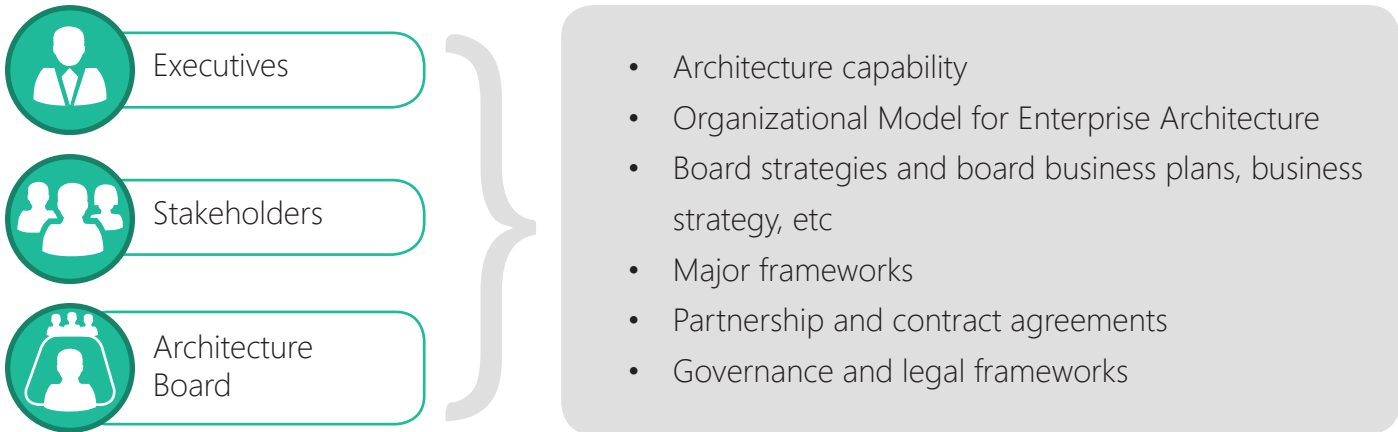 Executives
Stakeholders
Architecture
Board
• Architecture capability
• Organizational Model for Enterprise Architecture
• Board strategies and board business plans, business
strategy, etc
• Major frameworks
• Partnership and contract agreements
• Governance and legal frameworks